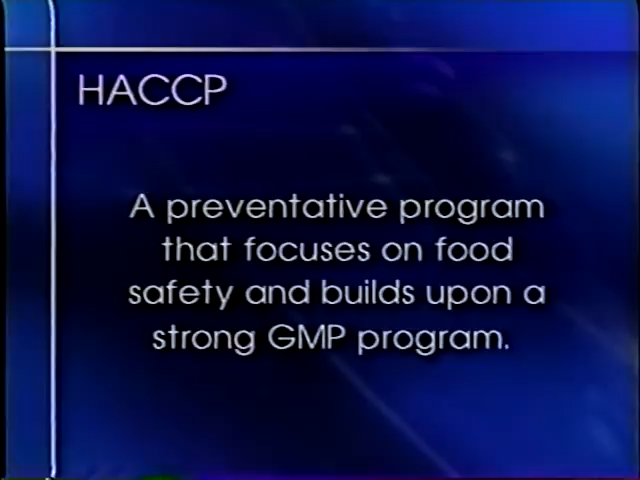 HACCP
A preventative program
that focuses on food
safety and builds upon a
strong GMP program.